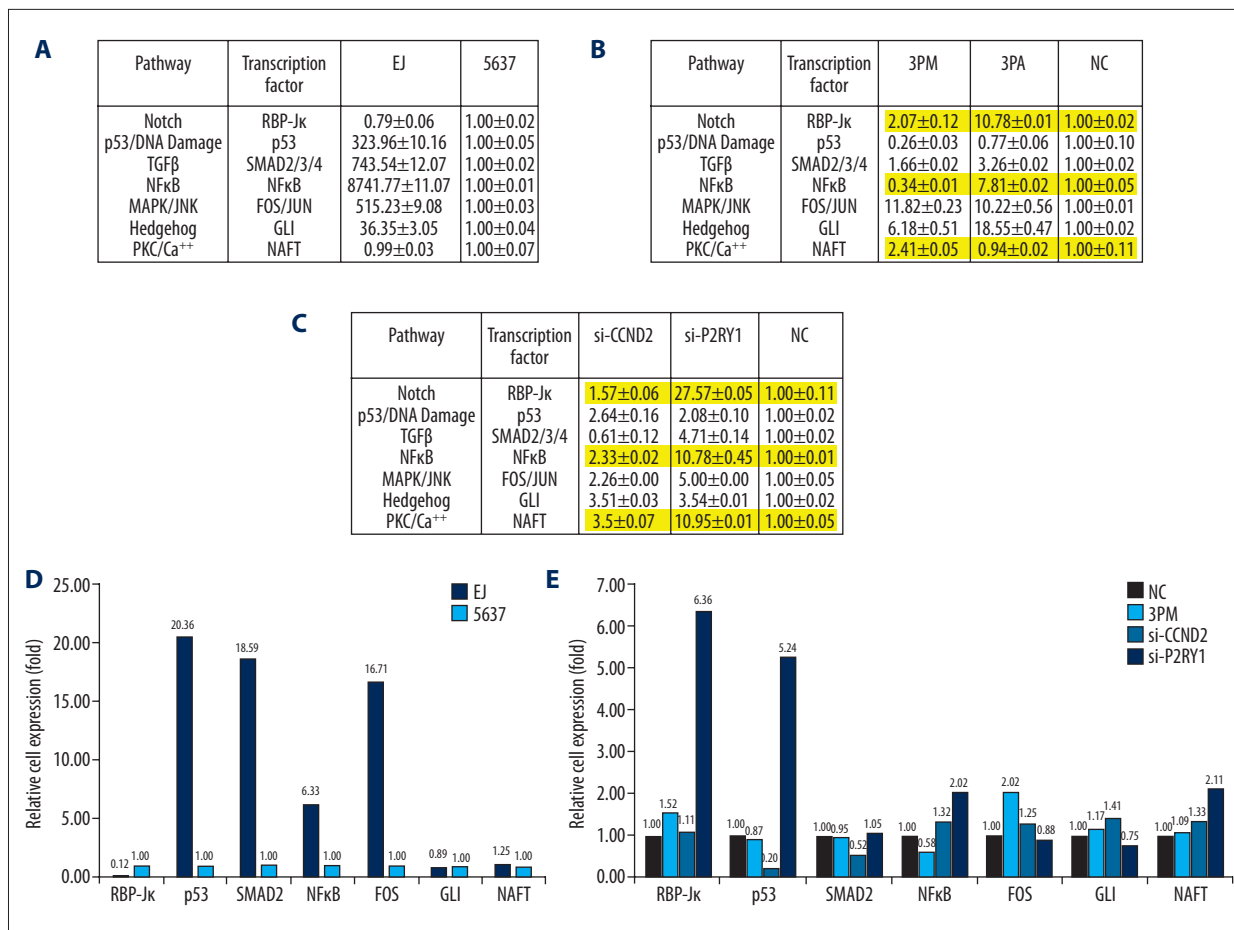 A
Pathway Transcription factor EJ 5637
Notch RBP-Jκ 0.79±0.06 1.00±0.02
p53/DNA Damage p53 323.96±10.16 1.00±0.05
TGFβ SMAD2/3/4 743.54±12.07 1.00±0.02
NFκB NFκB 8741.77±11.07 1.00±0.01
MAPK/JNK FOS/JUN 515.23±9.08 1.00±0.03
Hedgehog GLI 36.35±3.05 1.00±0.04
PKC/Ca⁺⁺ NAFT 0.99±0.03 1.00±0.07
B
Pathway Transcription factor 3PM 3PA NC
Notch RBP-Jκ 2.07±0.12 10.78±0.01 1.00±0.02
p53/DNA Damage p53 0.26±0.03 0.77±0.06 1.00±0.10
TGFβ SMAD2/3/4 1.66±0.02 3.26±0.02 1.00±0.02
NFκB NFκB 0.34±0.01 7.81±0.02 1.00±0.05
MAPK/JNK FOS/JUN 11.82±0.23 10.22±0.56 1.00±0.01
Hedgehog GLI 6.18±0.51 18.55±0.47 1.00±0.02
PKC/Ca⁺⁺ NAFT 2.41±0.05 0.94±0.02 1.00±0.11
C
Pathway Transcription factor si-CCND2 si-P2RY1 NC
Notch RBP-Jκ 1.57±0.06 27.57±0.05 1.00±0.11
p53/DNA Damage p53 2.64±0.16 2.08±0.10 1.00±0.02
TGFβ SMAD2/3/4 0.61±0.12 4.71±0.14 1.00±0.02
NFκB NFκB 2.33±0.02 10.78±0.45 1.00±0.01
MAPK/JNK FOS/JUN 2.26±0.00 5.00±0.00 1.00±0.05
Hedgehog GLI 3.51±0.03 3.54±0.01 1.00±0.02
PKC/Ca⁺⁺ NAFT 3.5±0.07 10.95±0.01 1.00±0.05
D
Relative cell expression (fold)
25.00
20.00
15.00
10.00
5.00
0.00
EJ
5637
0.12 1.00
20.36 1.00
18.59 1.00
6.33 1.00
16.71 1.00
0.89 1.00
1.25 1.00
RBP-Jκ p53 SMAD2 NFκB FOS GLI NAFT
E
Relative cell expression (fold)
7.00
6.00
5.00
4.00
3.00
2.00
1.00
0.00
NC
3PM
si-CCND2
si-P2RY1
1.00 1.52 1.11 6.36
1.00 0.87 0.20 5.24
1.00 0.95 0.52 1.05
1.00 0.58 1.32 2.02
1.00 2.02 1.25 0.88
1.00 1.17 1.41 0.75
1.00 1.09 1.33 2.11
RBP-Jκ p53 SMAD2 NFκB FOS GLI NAFT